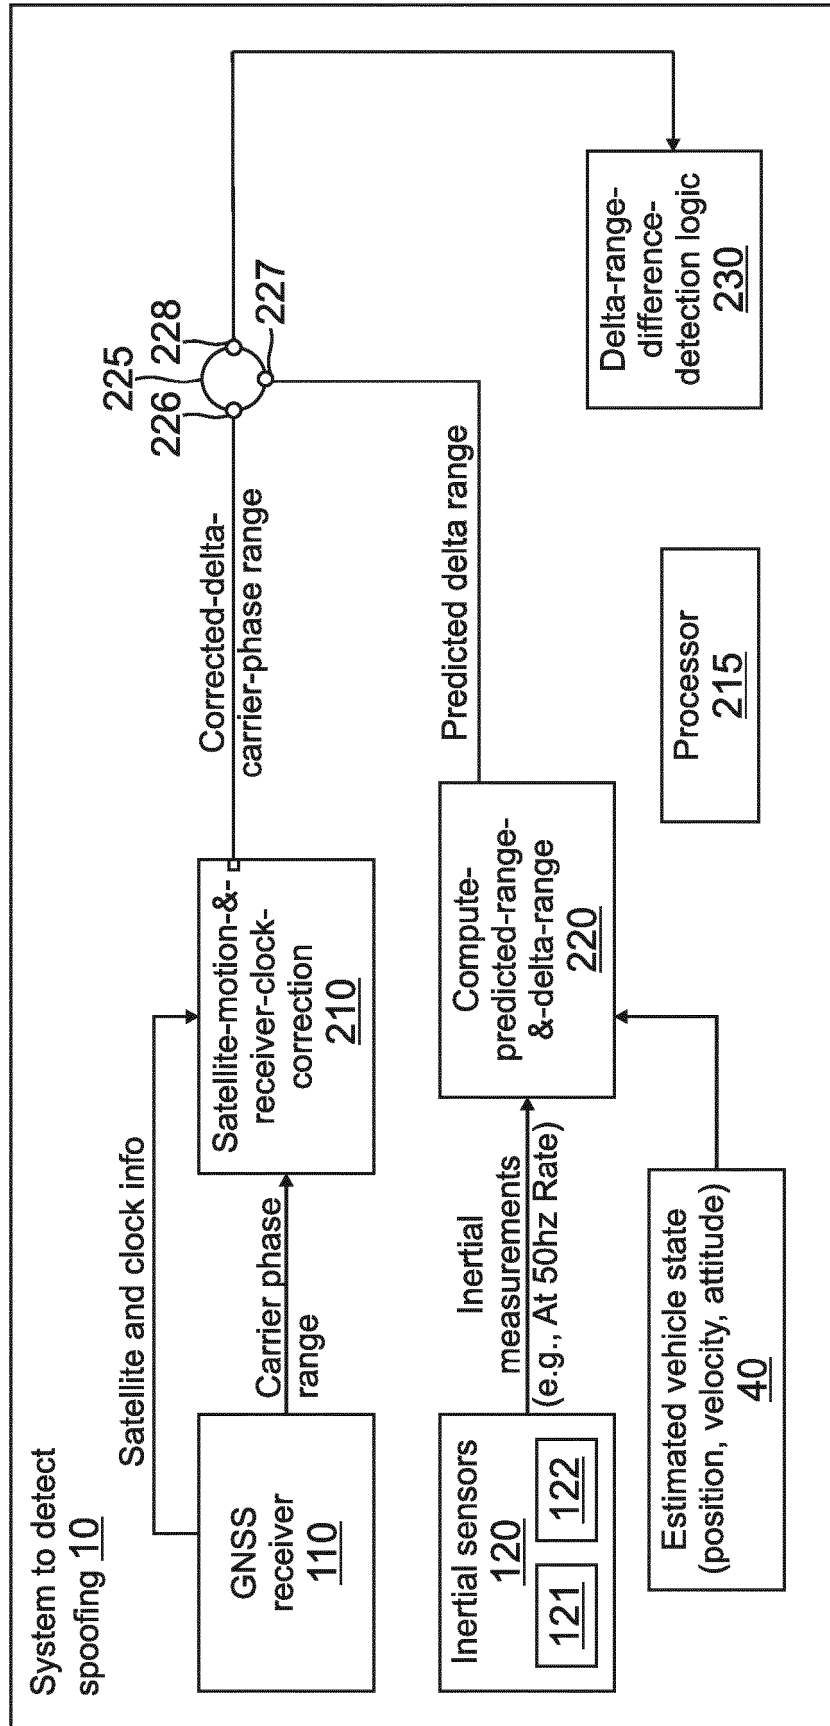 System to detect
spoofing 10
Satellite and clock info
GNSS
receiver
110
Carrier phase
range
Satellite-motion-&-
receiver-clock-
correction
210
Corrected-delta-
carrier-phase range
225
226
228
227
Inertial sensors
120
121
122
Inertial
measurements
(e.g., At 50hz Rate)
Compute-
predicted-range-
&-delta-range
220
Predicted delta range
Estimated vehicle state
(position, velocity, attitude)
40
Processor
215
Delta-range-
difference-
detection logic
230